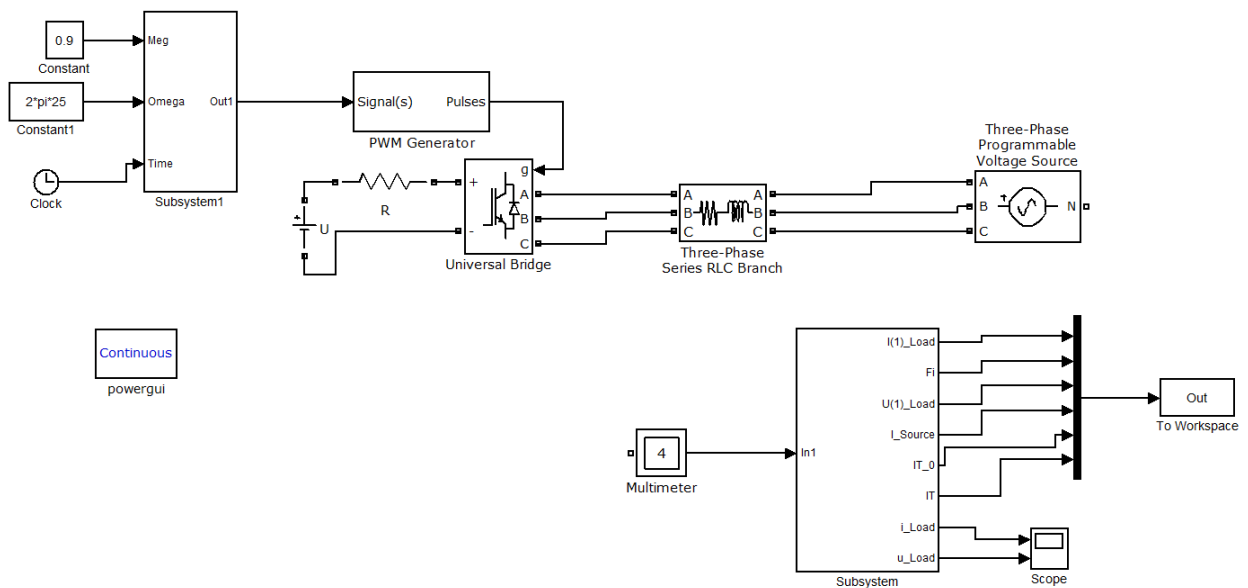 0.9
Constant
2*pi*25
Constant1
Clock
Meg
Omega
Time
Out1
Subsystem1
Signal(s)
Pulses
PWM Generator
+
U
R
g
+
-
A
B
C
Universal Bridge
A
B
C
A
B
C
Three-Phase
Series RLC Branch
Three-Phase
Programmable
Voltage Source
A
B
C
N
Continuous
powergui
4
Multimeter
In1
I(1)_Load
Fi
U(1)_Load
I_Source
IT_0
IT
i_Load
u_Load
Subsystem
Out
To Workspace
Scope